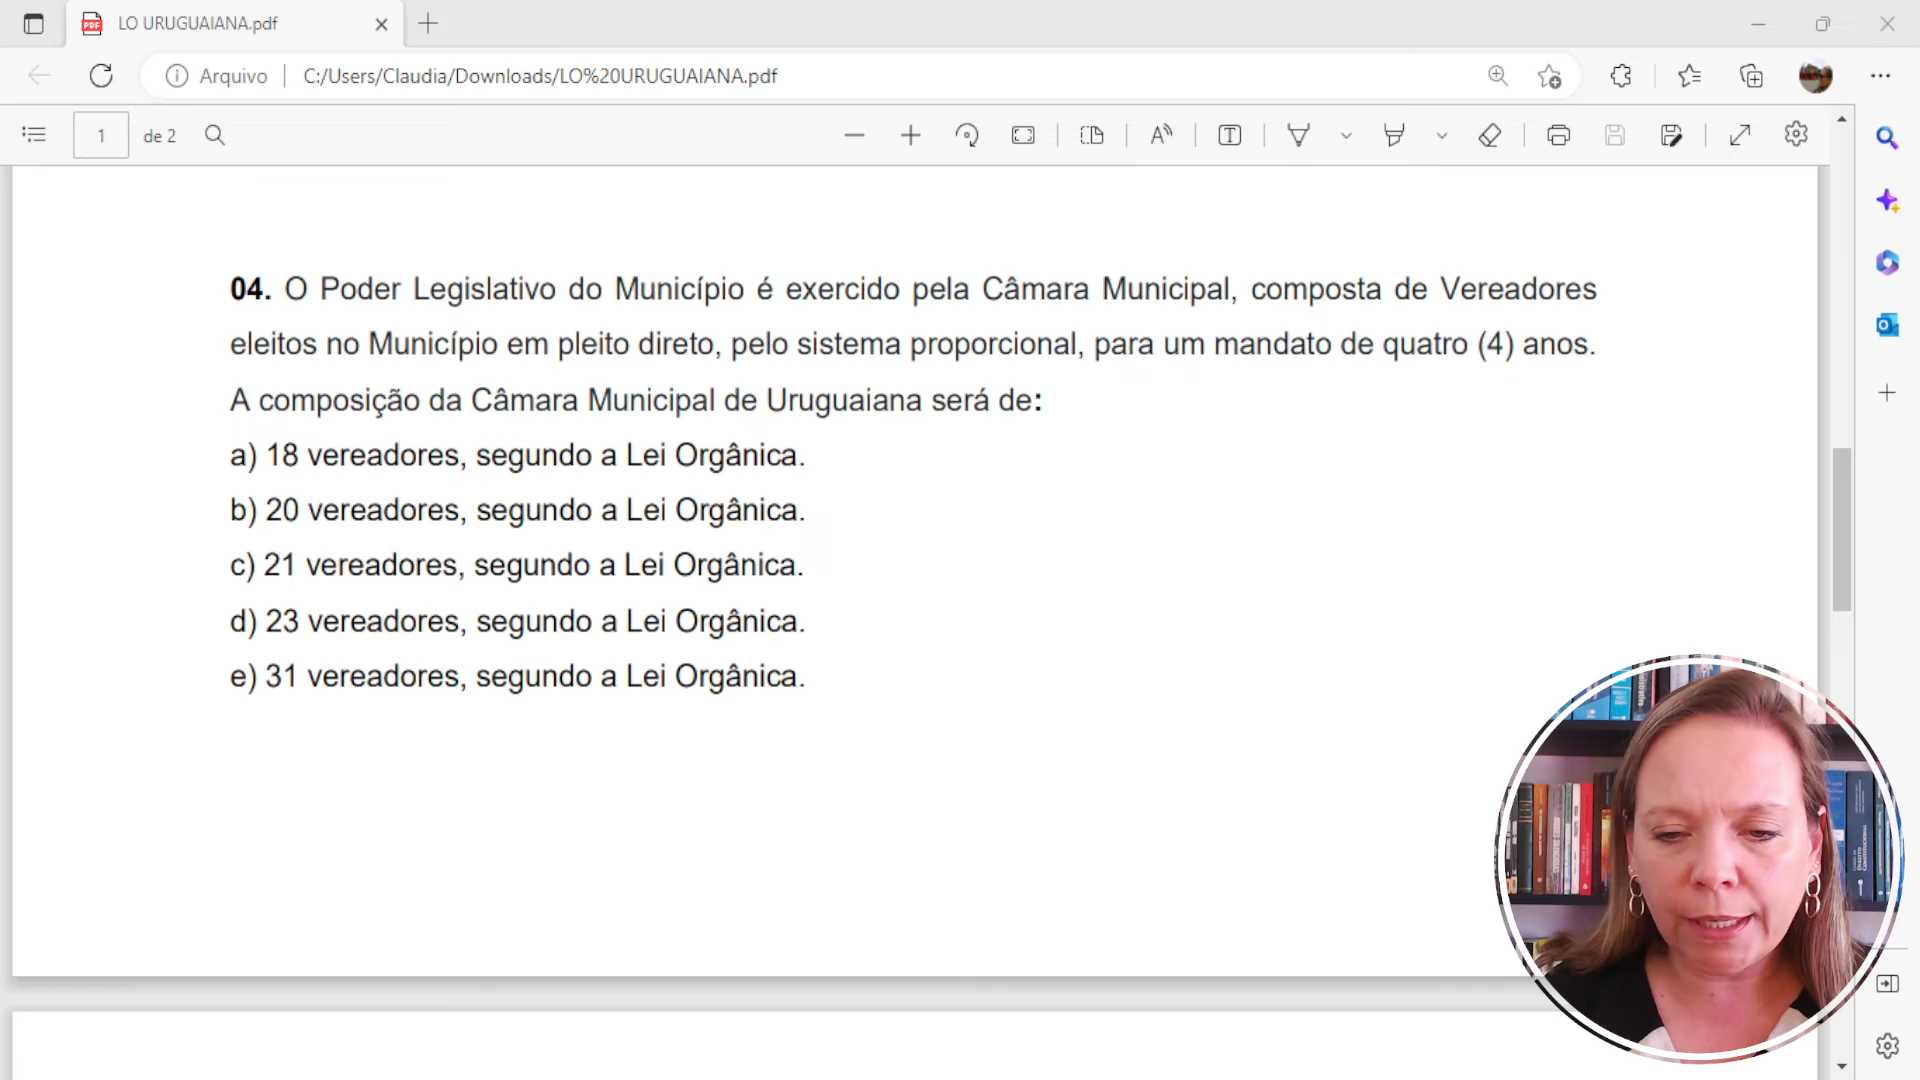 LO URUGUAIANA.pdf
Arquivo
C:/Users/Claudia/Downloads/LO%20URUGUAIANA.pdf
1 de 2
04. O Poder Legislativo do Município é exercido pela Câmara Municipal, composta de Vereadores
eleitos no Município em pleito direto, pelo sistema proporcional, para um mandato de quatro (4) anos.
A composição da Câmara Municipal de Uruguaiana será de:
a) 18 vereadores, segundo a Lei Orgânica.
b) 20 vereadores, segundo a Lei Orgânica.
c) 21 vereadores, segundo a Lei Orgânica.
d) 23 vereadores, segundo a Lei Orgânica.
e) 31 vereadores, segundo a Lei Orgânica.